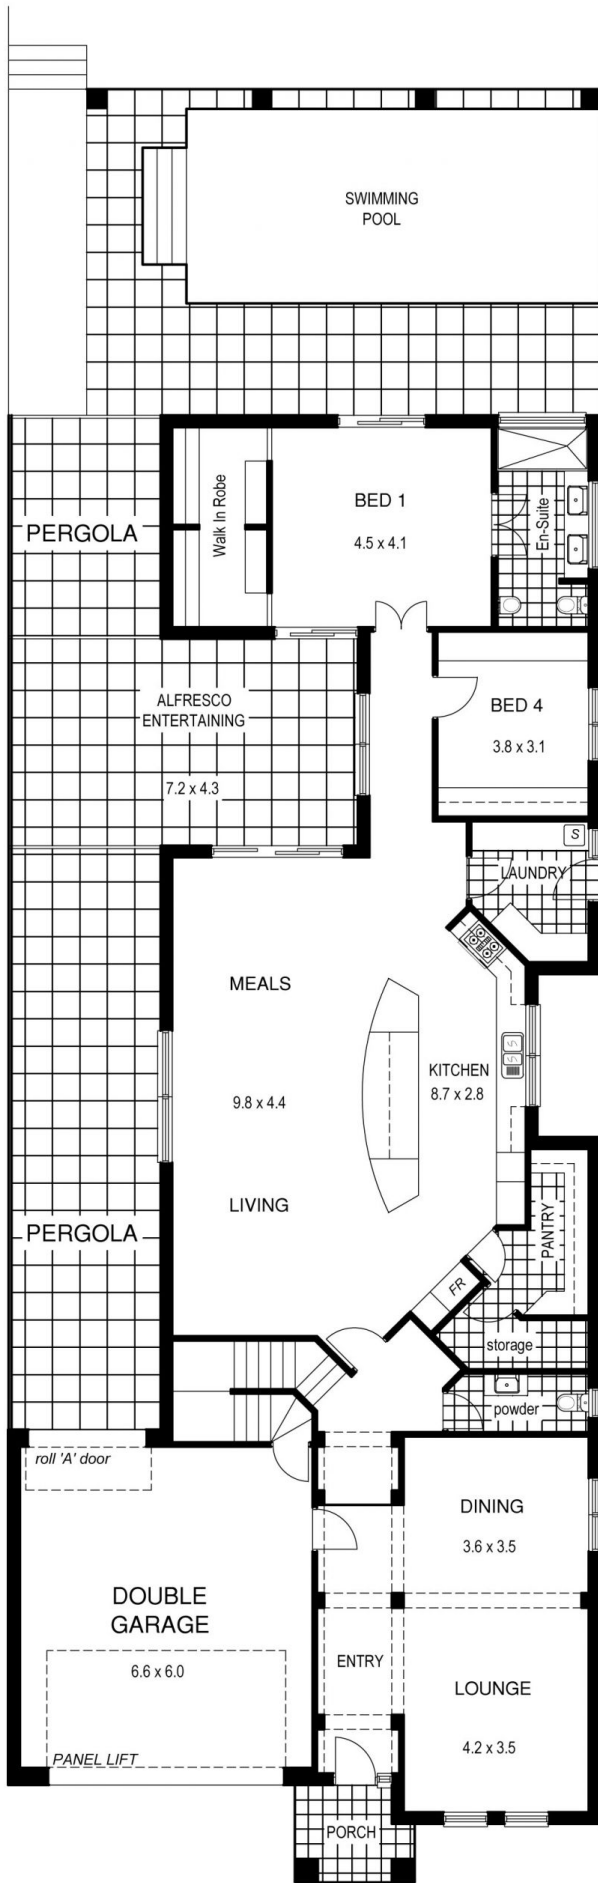 SWIMMING
POOL
Walk In Robe
BED 1
4.5 x 4.1
En-Suite
PERGOLA
ALFRESCO
ENTERTAINING
7.2 x 4.3
BED 4
3.8 x 3.1
S
LAUNDRY
MEALS
KITCHEN
8.7 x 2.8
9.8 x 4.4
LIVING
PANTRY
PERGOLA
FR
storage
powder
roll 'A' door
DINING
3.6 x 3.5
DOUBLE
GARAGE
6.6 x 6.0
ENTRY
LOUNGE
4.2 x 3.5
PANEL LIFT
PORCH